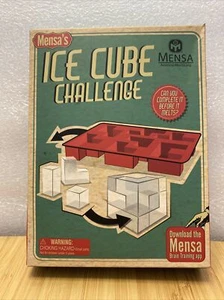 Mensa's
ICE CUBE
CHALLENGE
MENSA
CAN YOU
COMPLETE IT
BEFORE IT
MELTS?
Download the
Mensa
Brain Training app
WARNING:
CHOKING HAZARD